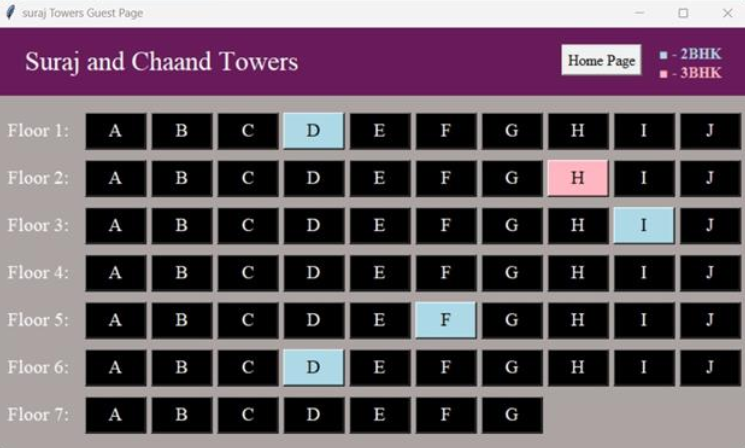 suraj Towers Guest Page
Suraj and Chaand Towers
Home Page
- 2BHK
- 3BHK
Floor 1: A B C D E F G H I J
Floor 2: A B C D E F G H I J
Floor 3: A B C D E F G H I J
Floor 4: A B C D E F G H I J
Floor 5: A B C D E F G H I J
Floor 6: A B C D E F G H I J
Floor 7: A B C D E F G